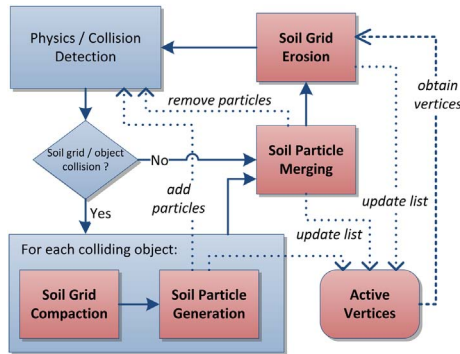 Physics / Collision
Detection
Soil Grid
Erosion
obtain
vertices
remove particles
Soil grid / object
collision ?
No
Soil Particle
Merging
add
particles
Yes
update list
For each colliding object:
update list
Soil Grid
Compaction
Soil Particle
Generation
Active
Vertices